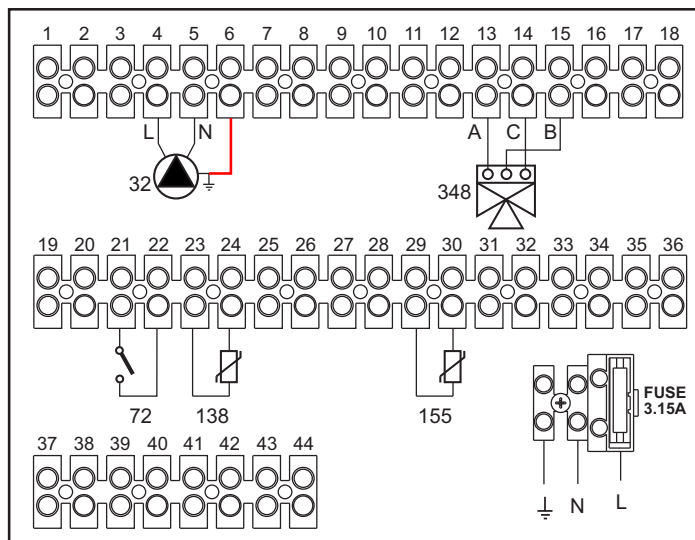 1 2 3 4 5 6 7 8 9 10 11 12 13 14 15 16 17 18
L N A C B
32 348
19 20 21 22 23 24 25 26 27 28 29 30 31 32 33 34 35 36
72 138 155
FUSE
3.15A
37 38 39 40 41 42 43 44
N L